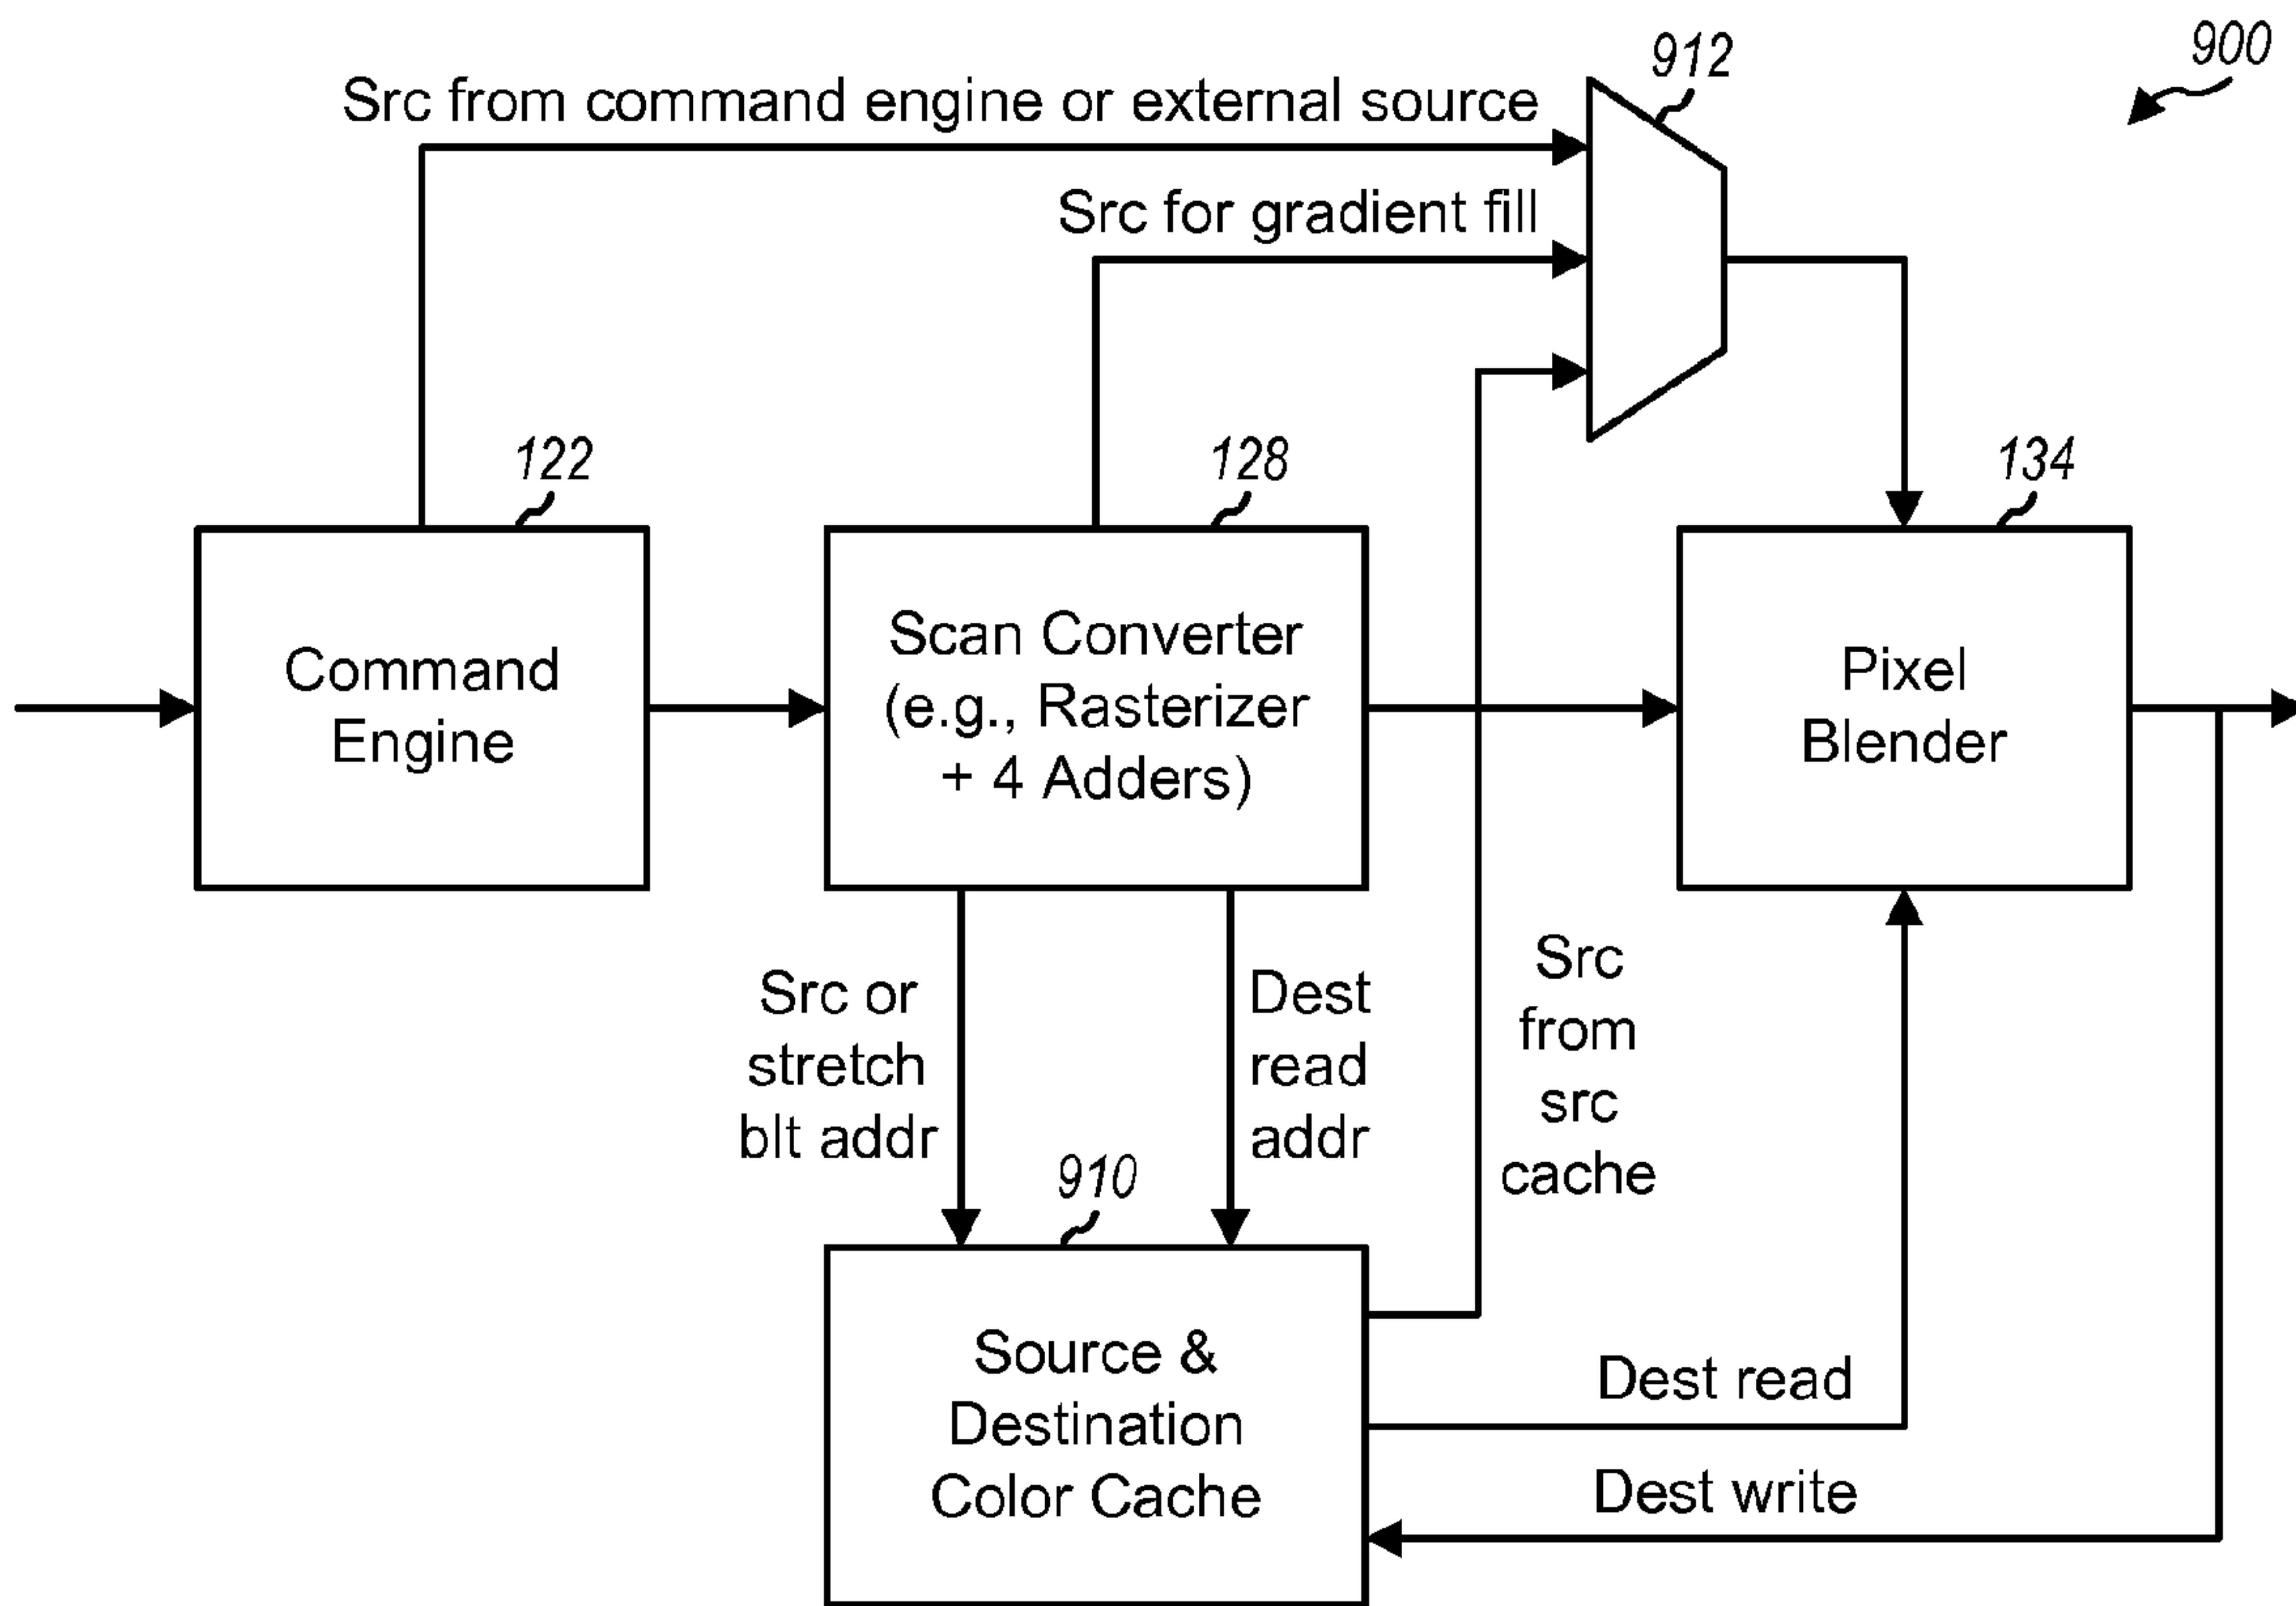 900
912
Src from command engine or external source
Src for gradient fill
122
128
134
Command
Engine
Scan Converter
(e.g., Rasterizer
+ 4 Adders)
Pixel
Blender
Src or
stretch
blt addr
Dest
read
addr
Src
from
src
cache
910
Source &
Destination
Color Cache
Dest read
Dest write